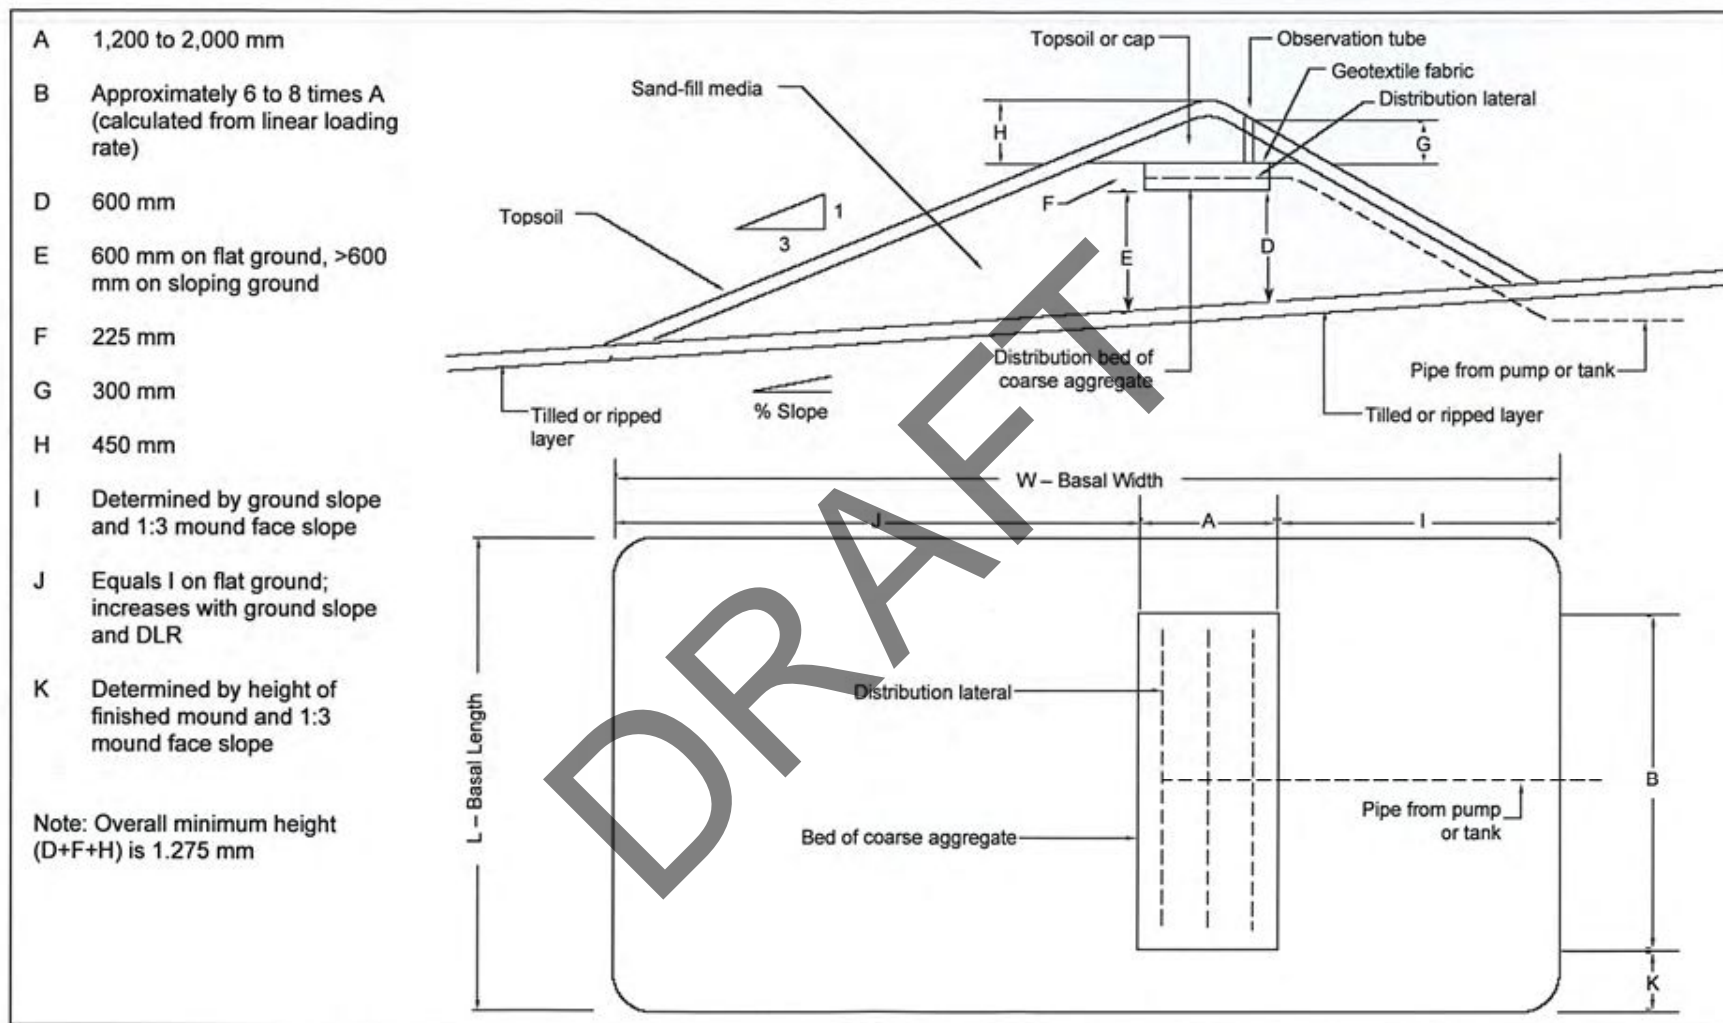 A 1,200 to 2,000 mm
B Approximately 6 to 8 times A
(calculated from linear loading
rate)
D 600 mm
E 600 mm on flat ground, >600
mm on sloping ground
F 225 mm
G 300 mm
H 450 mm
I Determined by ground slope
and 1:3 mound face slope
J Equals I on flat ground;
increases with ground slope
and DLR
K Determined by height of
finished mound and 1:3
mound face slope
Note: Overall minimum height
(D+F+H) is 1.275 mm
Topsoil or cap
Observation tube
Geotextile fabric
Distribution lateral
Sand-fill media
H
G
F
Topsoil
1
3
E
D
Distribution bed of
coarse aggregate
Pipe from pump or tank
% Slope
Tilled or ripped
layer
Tilled or ripped layer
W – Basal Width
J
A
I
L – Basal Length
Distribution lateral
B
Pipe from pump
or tank
Bed of coarse aggregate
K
DRAFT